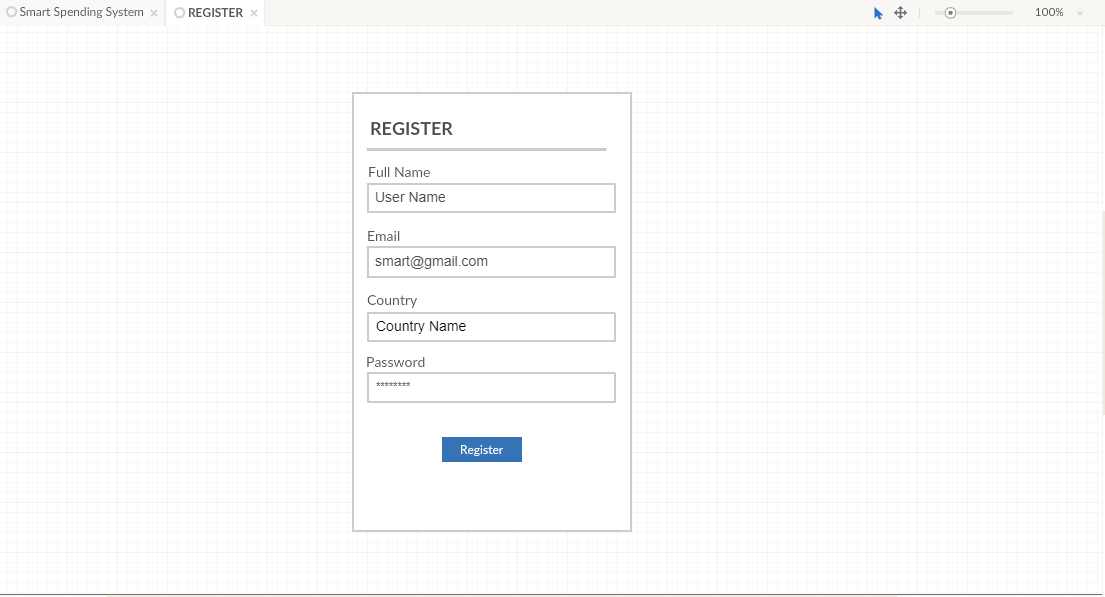 Smart Spending System
REGISTER
100%
REGISTER
Full Name
User Name
Email
smart@gmail.com
Country
Country Name
Password
********
Register